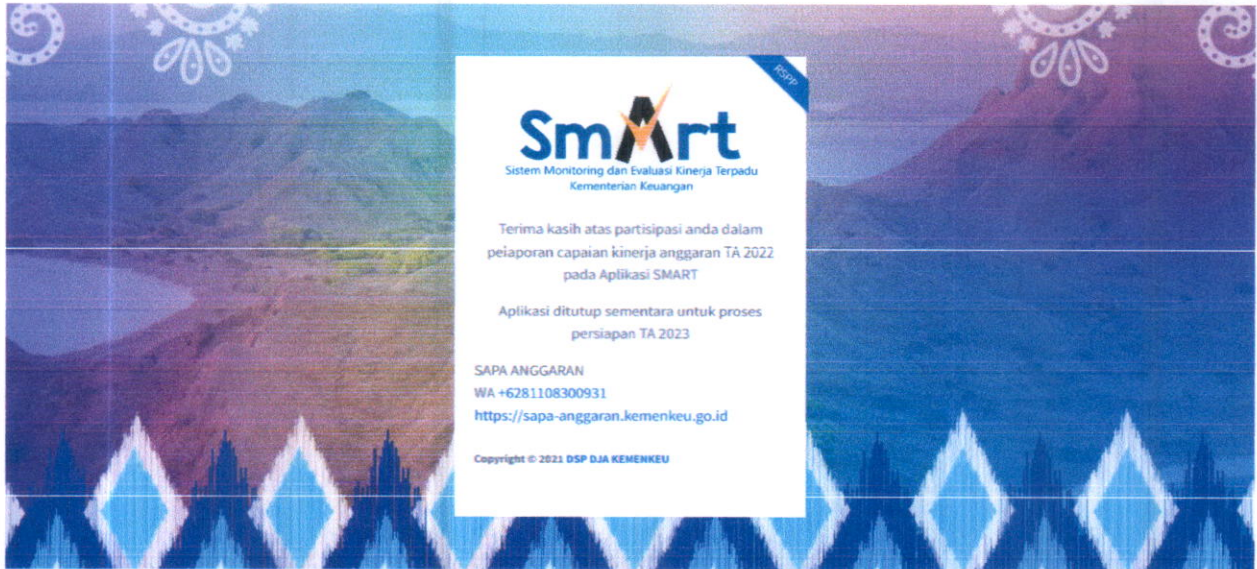 RSPP
SmArt
Sistem Monitoring dan Evaluasi Kinerja Terpadu
Kementerian Keuangan
Terima kasih atas partisipasi anda dalam
pelaporan capaian kinerja anggaran TA 2022
pada Aplikasi SMART
Aplikasi ditutup sementara untuk proses
persiapan TA 2023
SAPA ANGGARAN
WA +6281108300931
https://sapa-anggaran.kemenkeu.go.id
Copyright © 2021 DSP DJA KEMENKEU